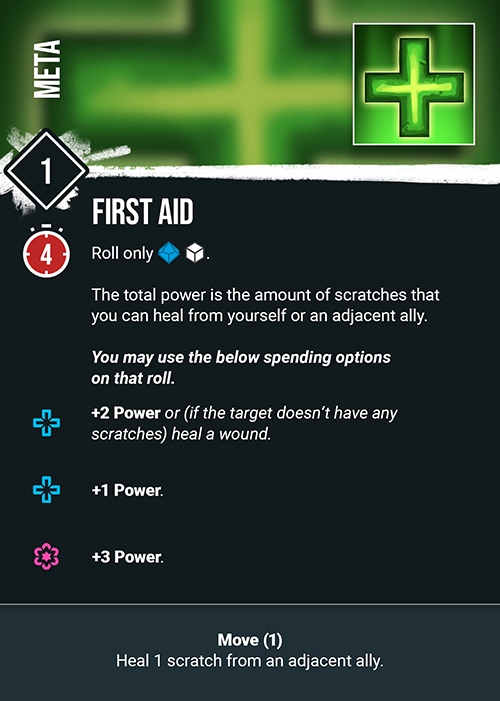 META
1
FIRST AID
4
Roll only .
The total power is the amount of scratches that
you can heal from yourself or an adjacent ally.
You may use the below spending options
on that roll.
+2 Power or (if the target doesn't have any
scratches) heal a wound.
+1 Power.
+3 Power.
Move (1)
Heal 1 scratch from an adjacent ally.